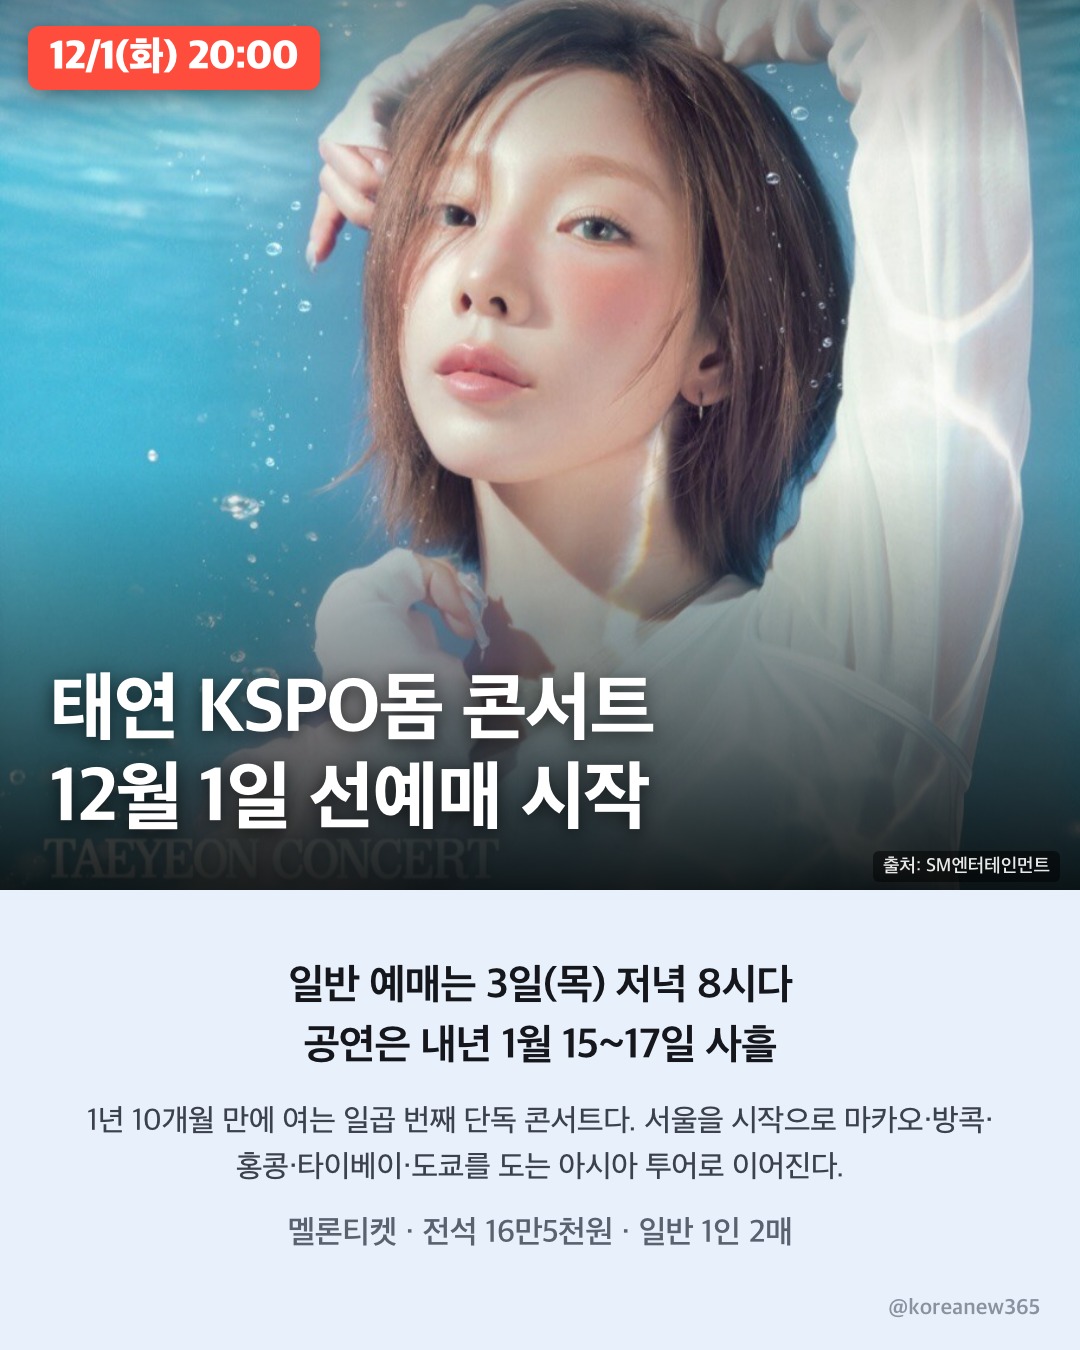 12/1(화) 20:00
태연 KSPO돔 콘서트
12월 1일 선예매 시작
TAEYEON CONCERT
출처: SM엔터테인먼트
일반 예매는 3일(목) 저녁 8시다
공연은 내년 1월 15~17일 사흘
1년 10개월 만에 여는 일곱 번째 단독 콘서트다. 서울을 시작으로 마카오·방콕·
홍콩·타이베이·도쿄를 도는 아시아 투어로 이어진다.
멜론티켓 · 전석 16만5천원 · 일반 1인 2매
@koreanew365